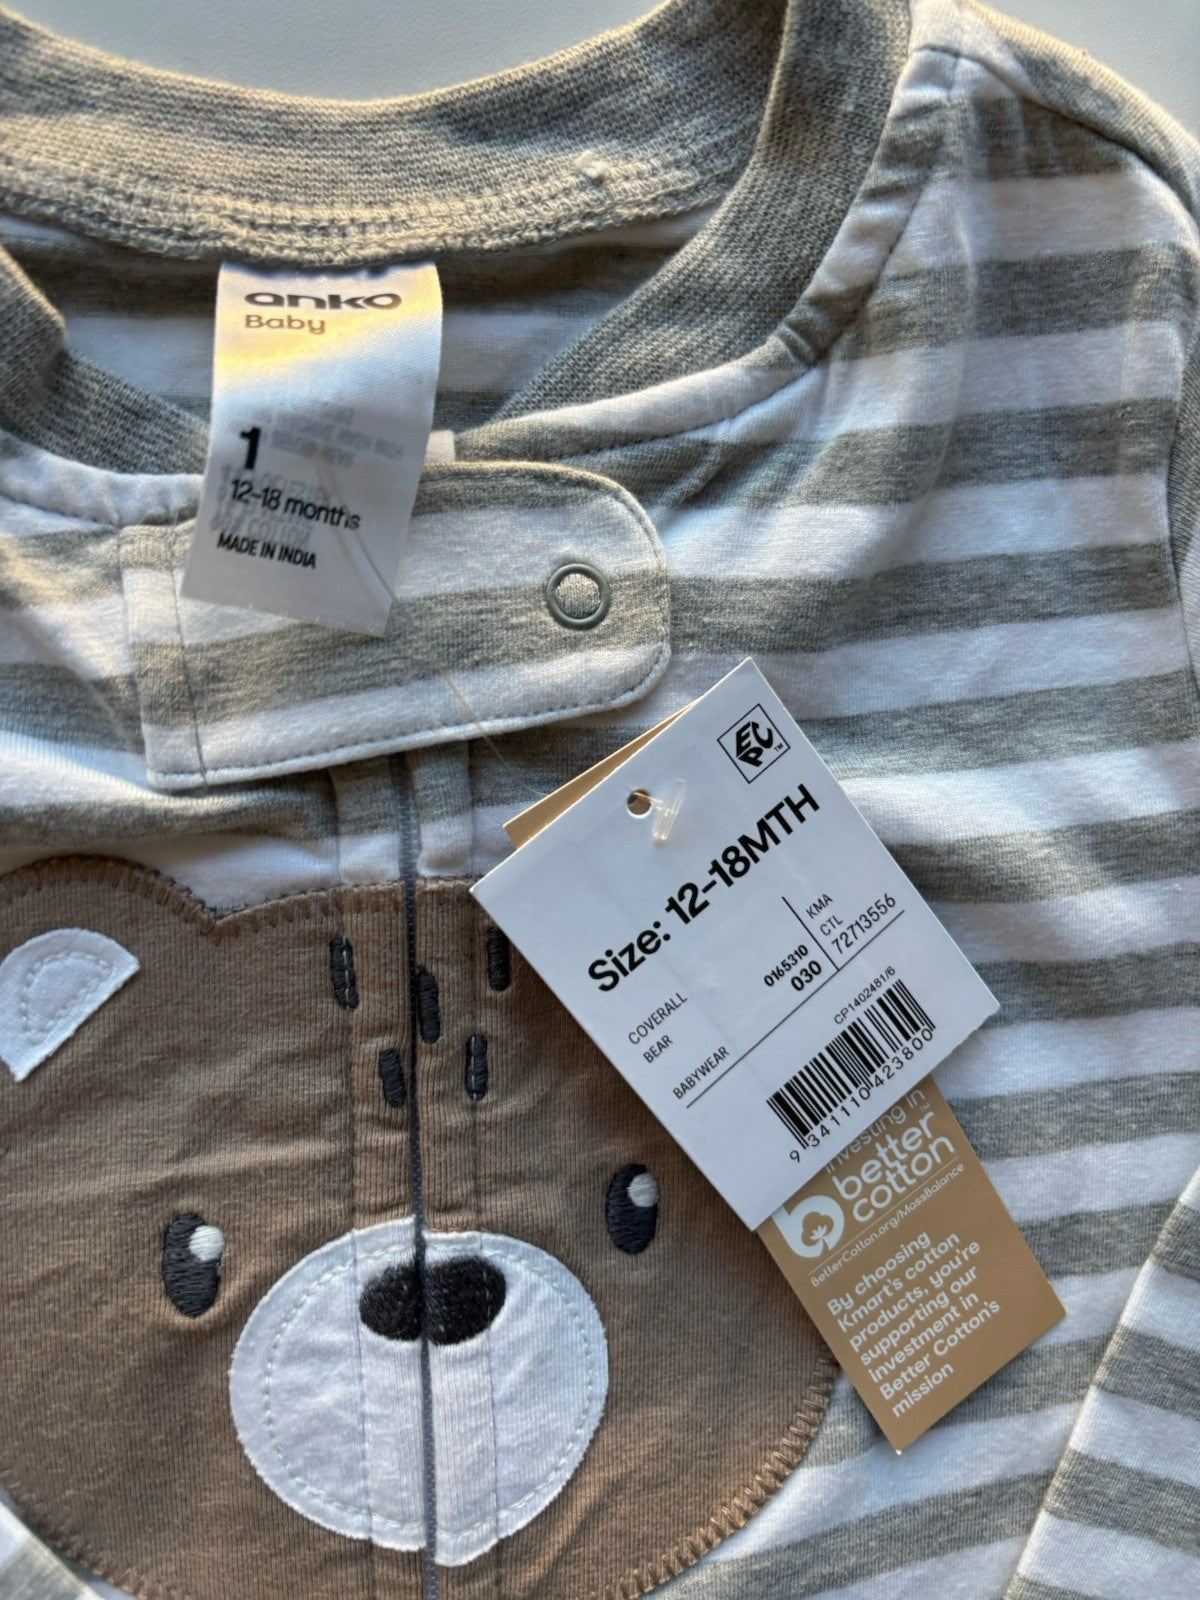 anko
Baby
1
12-18 months
MADE IN INDIA
EPC™
Size: 12-18MTH
COVERALL
BEAR
BABYWEAR
0165310
030
KMA
CTL
72713556
CP1402481/6
9 341110 423800
investing in
better
cotton™
BetterCotton.org/MassBalance
By choosing
Kmart's cotton
products, you're
supporting our
investment in
Better Cotton's
mission